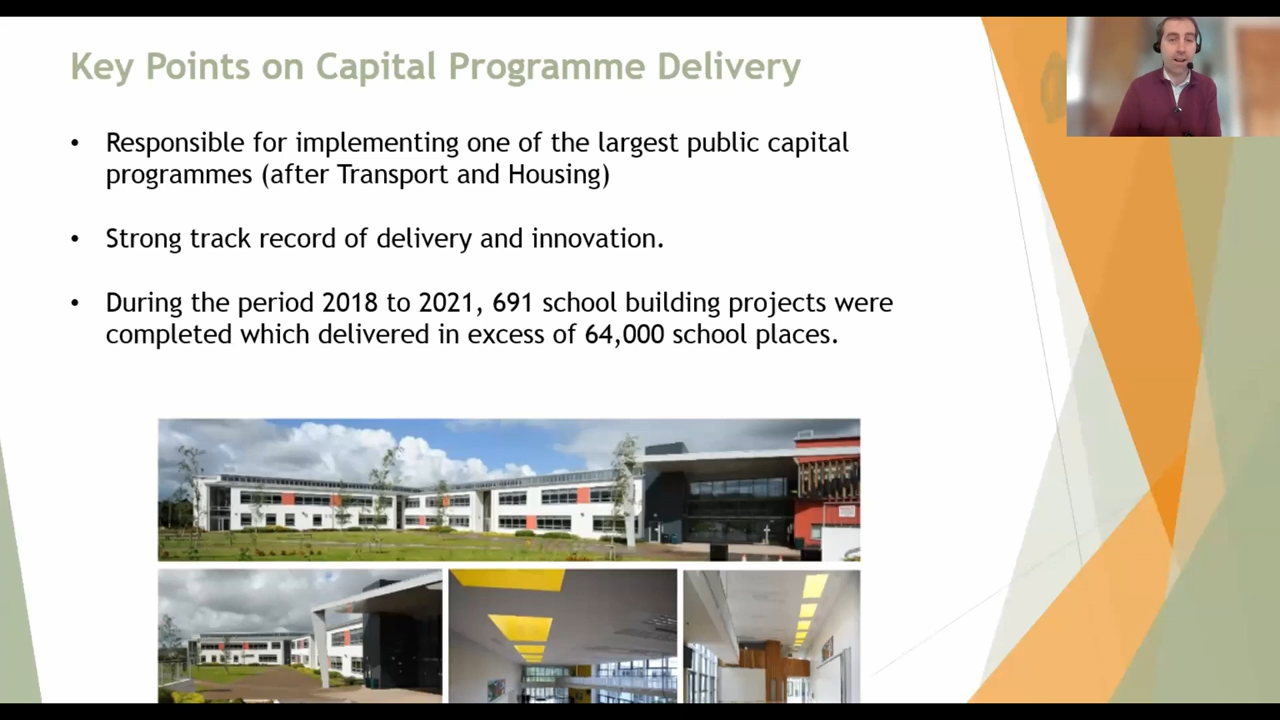 Key Points on Capital Programme Delivery
• Responsible for implementing one of the largest public capital
programmes (after Transport and Housing)
• Strong track record of delivery and innovation.
• During the period 2018 to 2021, 691 school building projects were
completed which delivered in excess of 64,000 school places.